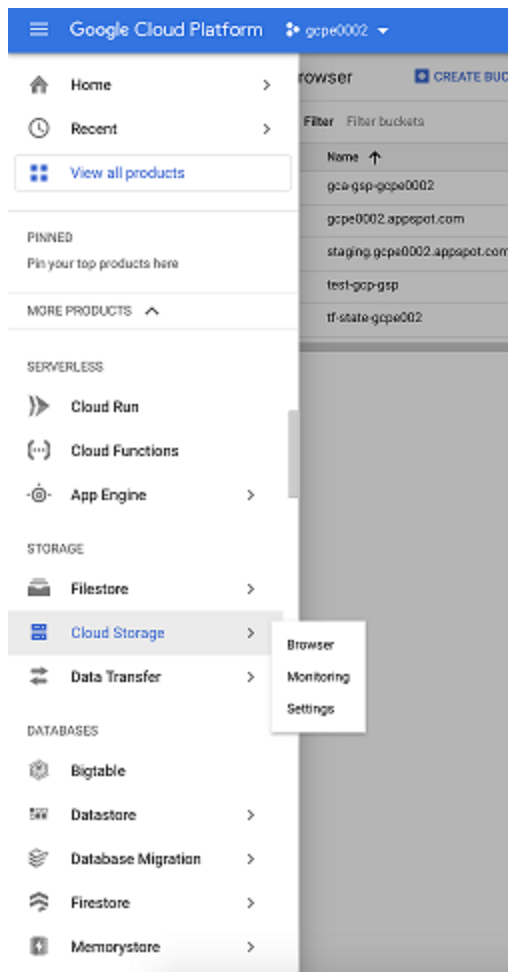 Google Cloud Platform gcpe0002
Home
Recent
View all products
PINNED
Pin your top products here
MORE PRODUCTS
SERVERLESS
Cloud Run
Cloud Functions
App Engine
STORAGE
Filestore
Cloud Storage
Data Transfer
DATABASES
Bigtable
Datastore
Database Migration
Firestore
Memorystore
Browser
Monitoring
Settings
rowser CREATE BUC
Filter Filter buckets
Name
gca-gsp-gcpe0002
gcpe0002.appspot.com
staging.gcpe0002.appspot.com
test-gcp-gsp
tf-state-gcpe002